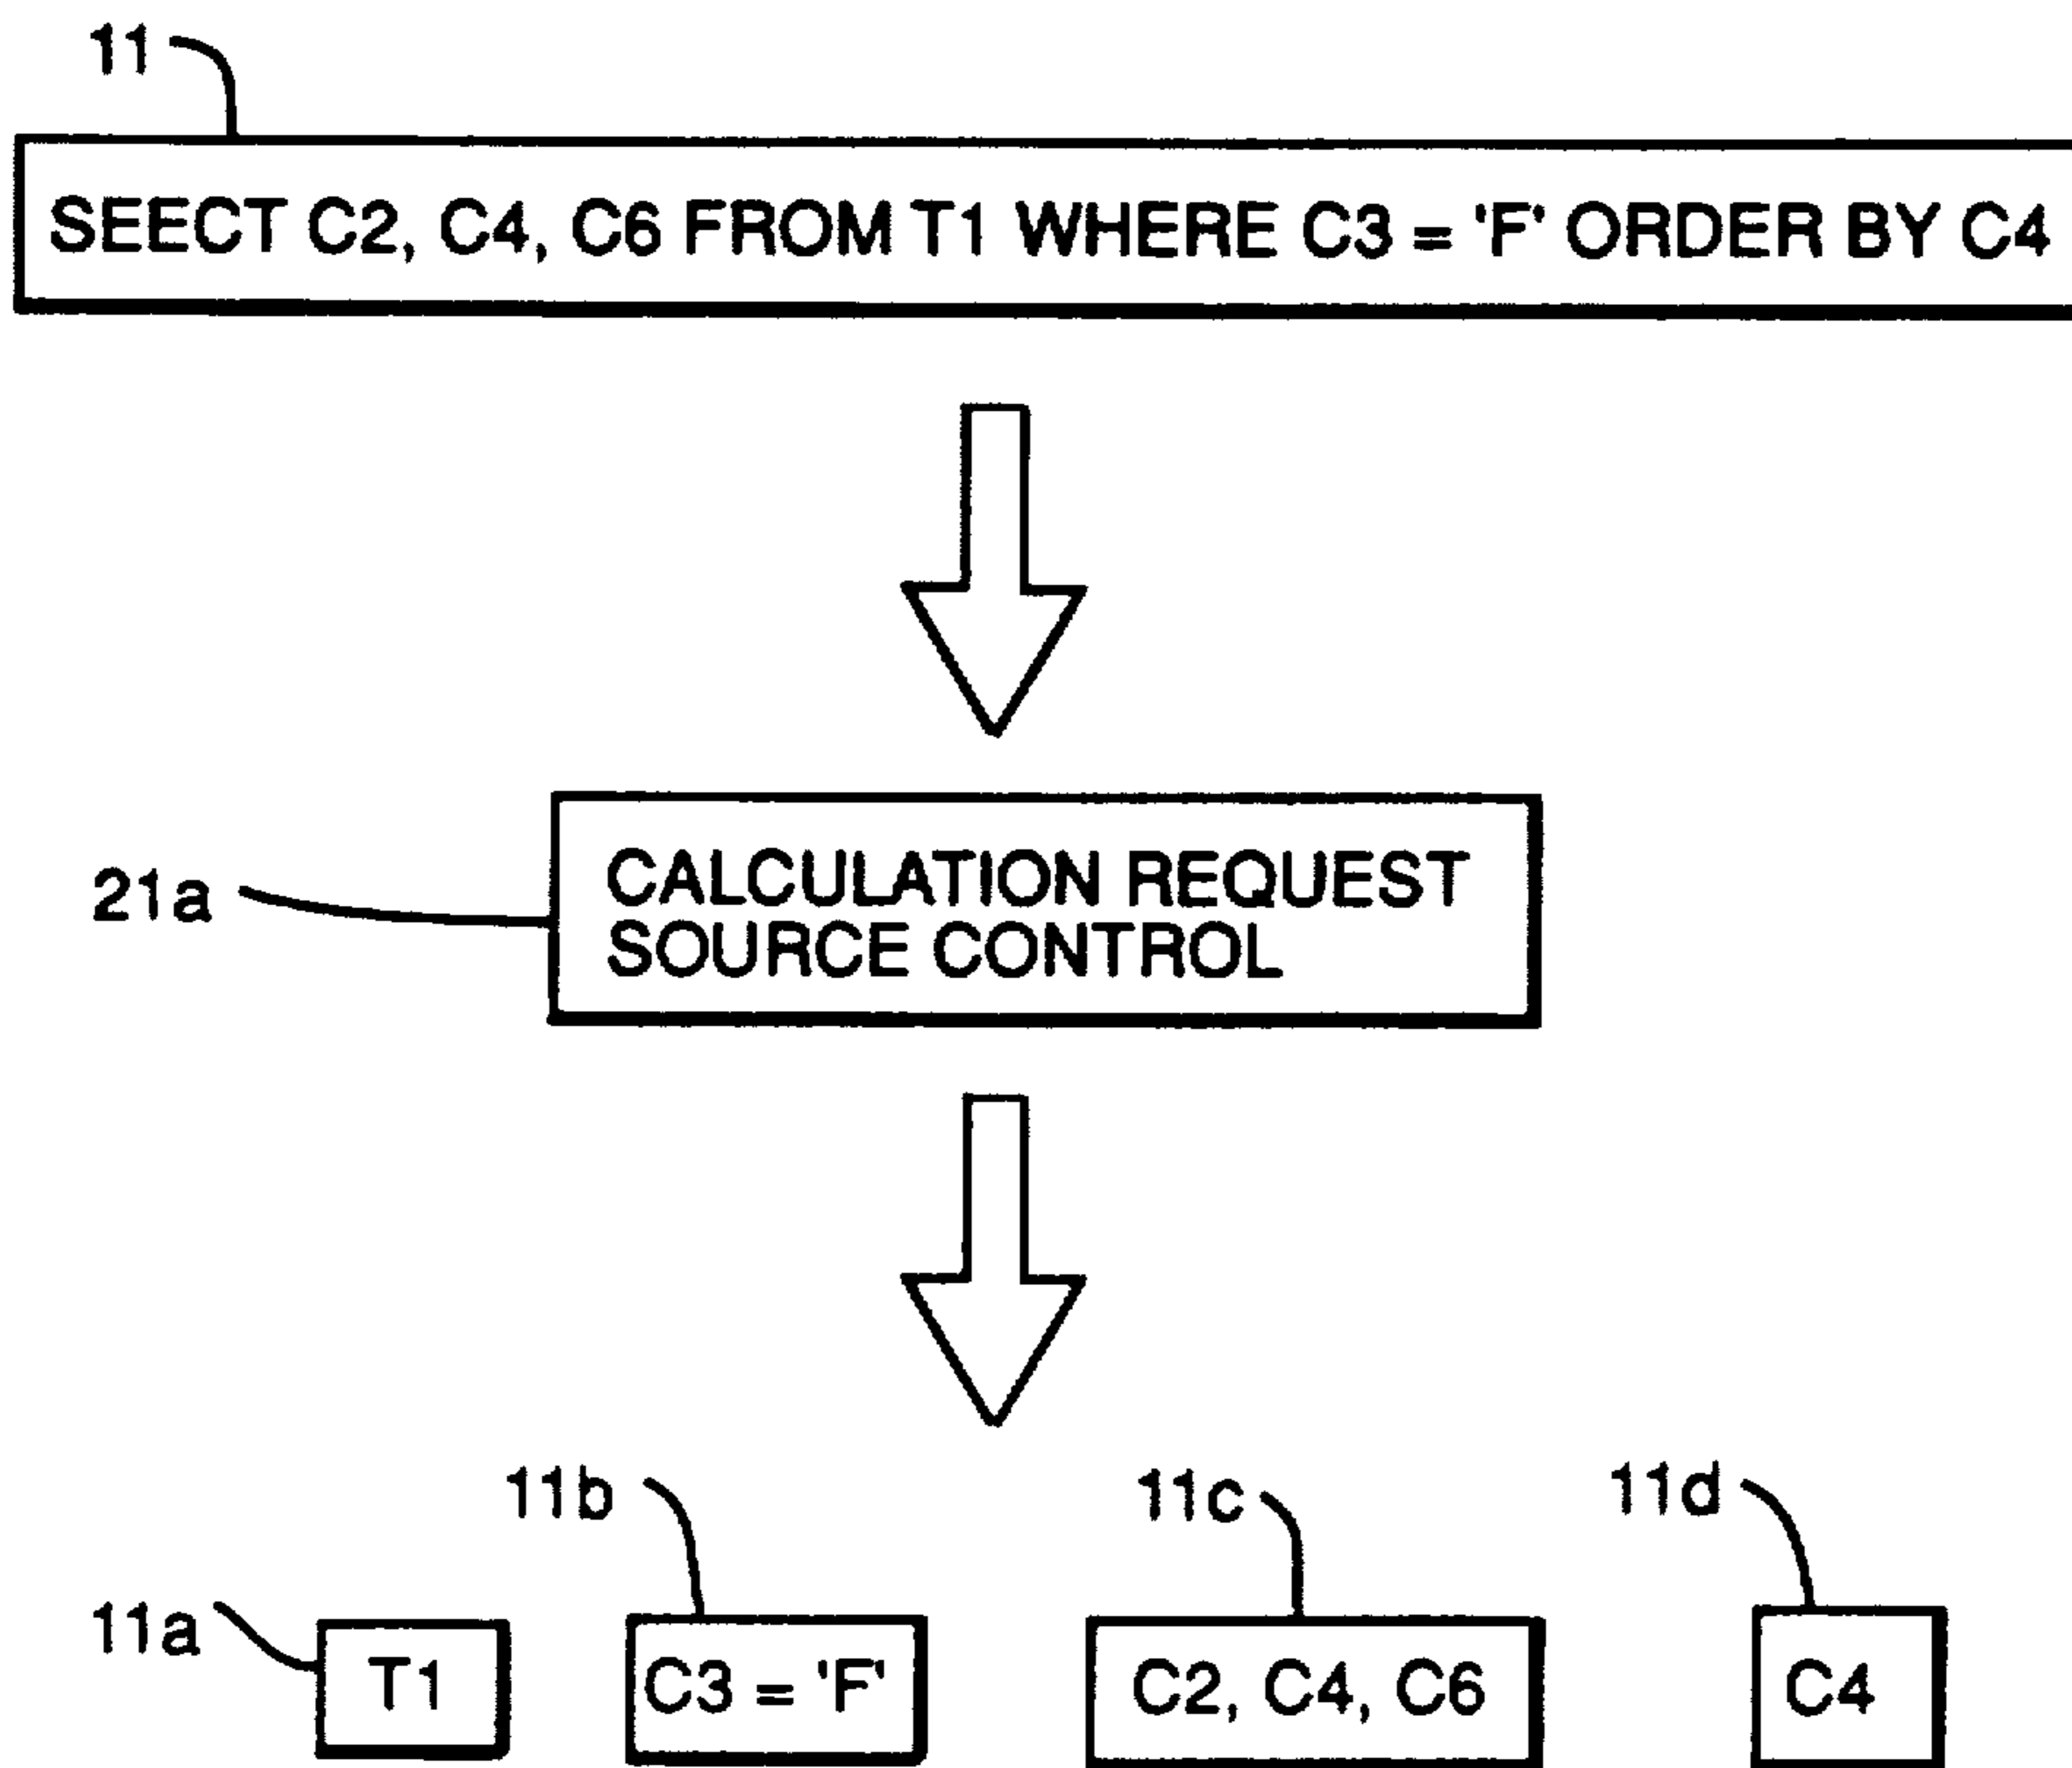 11
SEECT C2, C4, C6 FROM T1 WHERE C3 = 'F' ORDER BY C4
21a
CALCULATION REQUEST
SOURCE CONTROL
11b
11c
11d
11a
T1
C3 = 'F'
C2, C4, C6
C4